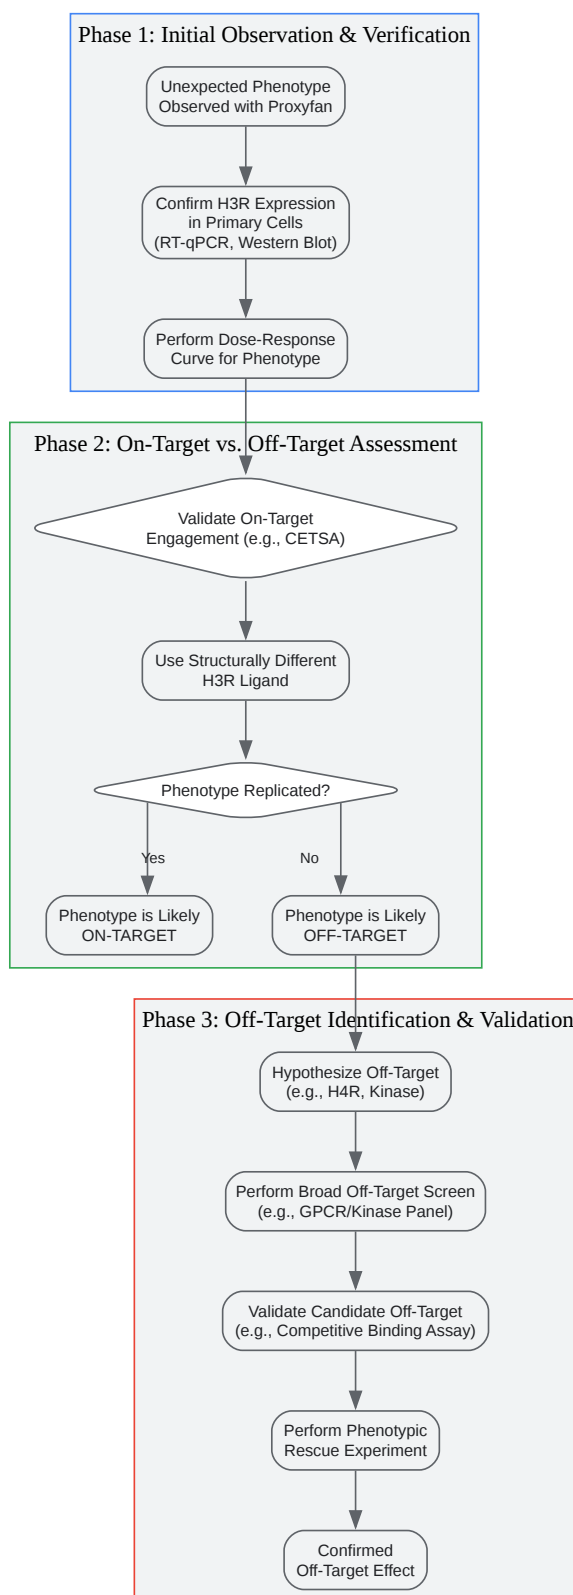 Phase 1: Initial Observation & Verification
Unexpected Phenotype
Observed with Proxyfan
Confirm H3R Expression
in Primary Cells
(RT-qPCR, Western Blot)
Perform Dose-Response
Curve for Phenotype
Phase 2: On-Target vs. Off-Target Assessment
Validate On-Target
Engagement (e.g., CETSA)
Use Structurally Different
H3R Ligand
Phenotype Replicated?
Yes
No
Phenotype is Likely
ON-TARGET
Phenotype is Likely
OFF-TARGET
Phase 3: Off-Target Identification & Validation
Hypothesize Off-Target
(e.g., H4R, Kinase)
Perform Broad Off-Target Screen
(e.g., GPCR/Kinase Panel)
Validate Candidate Off-Target
(e.g., Competitive Binding Assay)
Perform Phenotypic
Rescue Experiment
Confirmed
Off-Target Effect